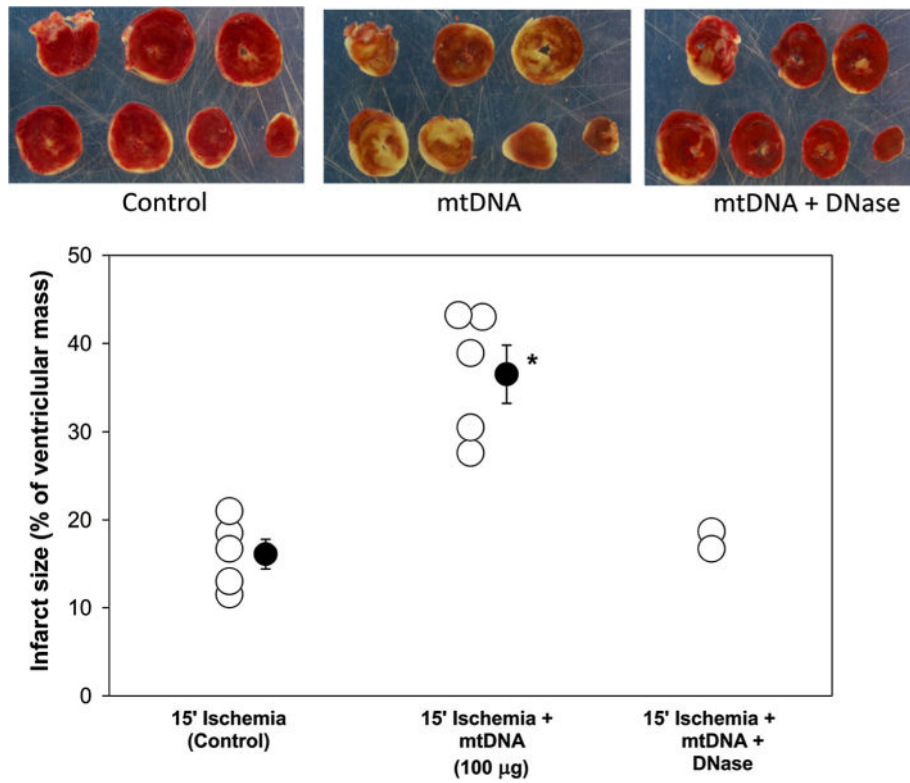 Control
mtDNA
mtDNA + DNase
Infarct size (% of ventriclular mass)
50
40
30
20
10
0
*
15' Ischemia
(Control)
15' Ischemia +
mtDNA
(100 µg)
15' Ischemia +
mtDNA +
DNase